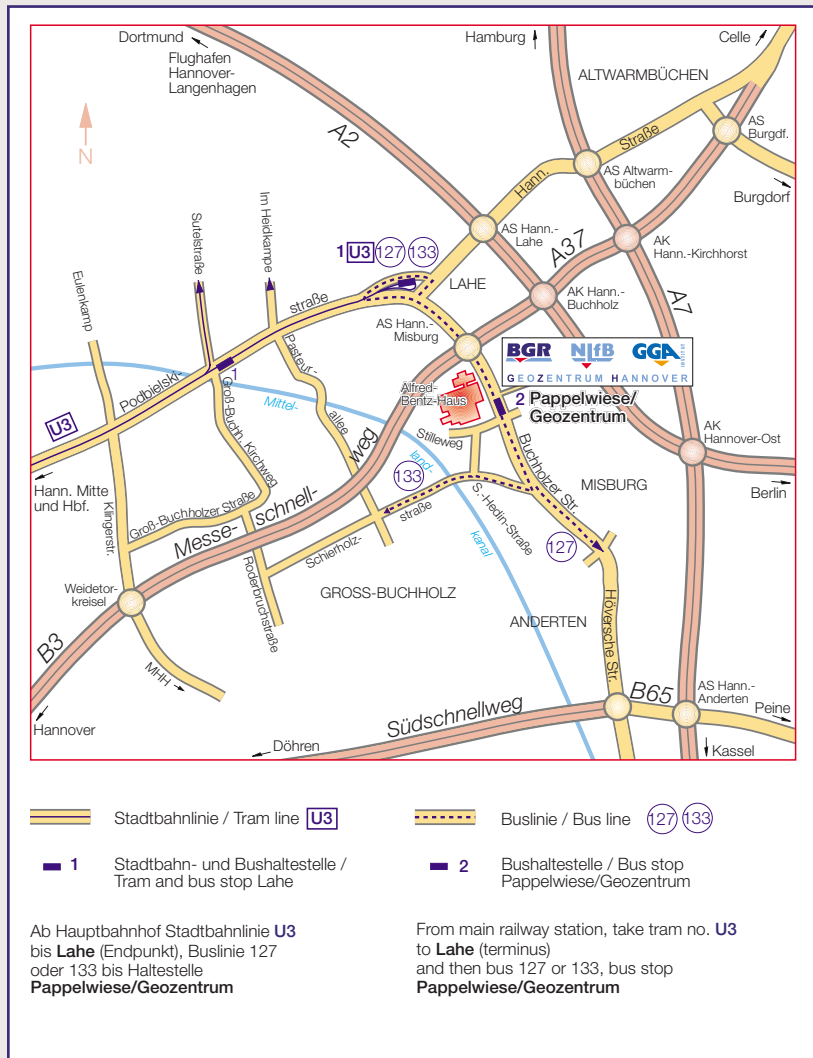 Dortmund
Flughafen
Hannover-
Langenhagen
Hamburg
Celle
ALTWARMBÜCHEN
A2
N
Straße
AS
Burgdf.
Hann.
AS Altwarm-
büchen
Burgdorf
Sutelstraße
Im Heidkampe
AS Hann.-
Lahe
1 U3 127 133
A37
AK
Hann.-Kirchhorst
Eulenkamp
LAHE
AK Hann.-
Buchholz
A7
straße
AS Hann.-
Misburg
Pasteur-
allee
BGR NLfB GGA INSTITUT
GEOZENTRUM HANNOVER
1
Podbielski-
Alfred-
Bentz-Haus
2 Pappelwiese/
Geozentrum
Mittel-
land-
kanal
U3
Groß-Buchh. Kirchweg
Stilleweg
Buchholzer Str.
AK
Hannover-Ost
Hann. Mitte
und Hbf.
133
MISBURG
Berlin
Klingerstr.
Groß-Buchholzer Straße
Messe-
schnell-
weg
Schierholz-
straße
S.-Hedin-Straße
127
Roderbruchstraße
GROSS-BUCHHOLZ
Weidetor-
kreisel
ANDERTEN
Höversche Str.
B3
MHH
B65
AS Hann.-
Anderten
Südschnellweg
Peine
Hannover
Döhren
Kassel
Stadtbahnlinie / Tram line U3
Buslinie / Bus line 127 133
1 Stadtbahn- und Bushaltestelle /
Tram and bus stop Lahe
2 Bushaltestelle / Bus stop
Pappelwiese/Geozentrum
Ab Hauptbahnhof Stadtbahnlinie U3
bis Lahe (Endpunkt), Buslinie 127
oder 133 bis Haltestelle
Pappelwiese/Geozentrum
From main railway station, take tram no. U3
to Lahe (terminus)
and then bus 127 or 133, bus stop
Pappelwiese/Geozentrum